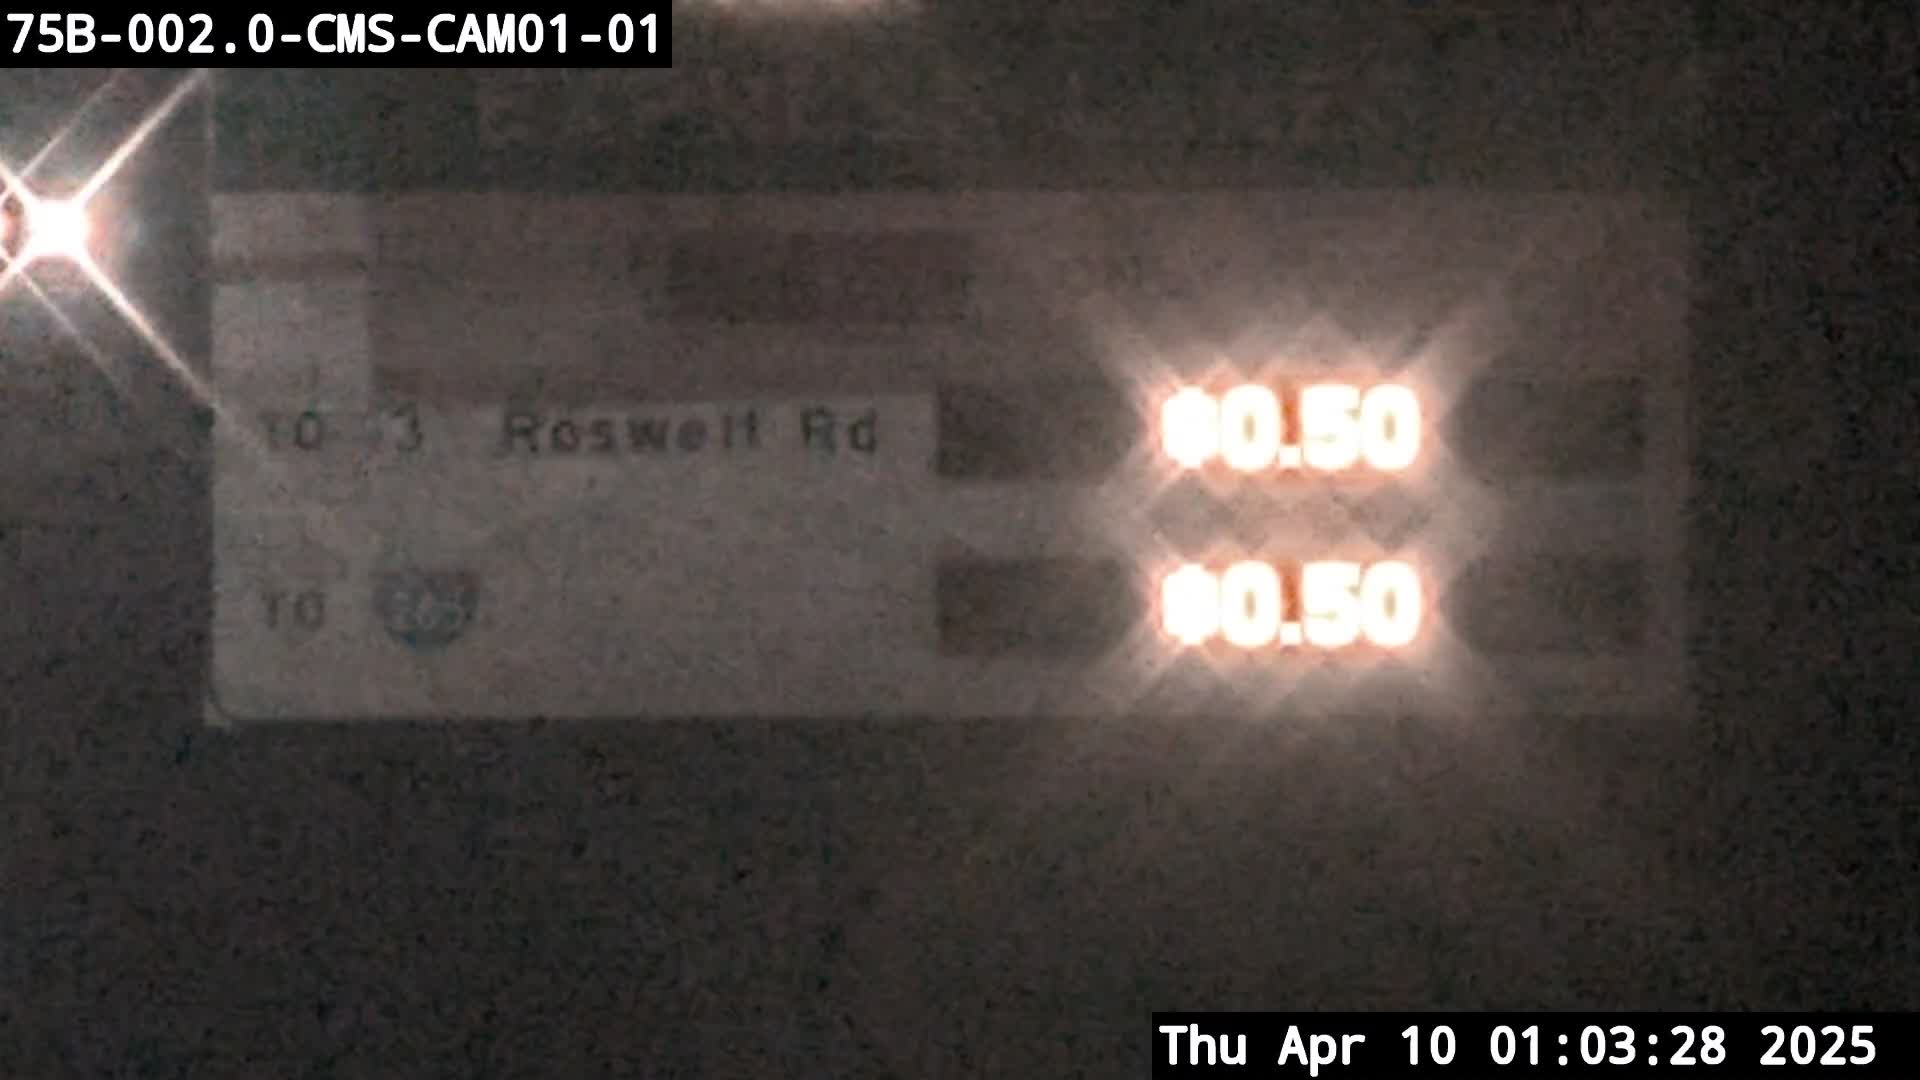 75B-002.0-CMS-CAM01-01
TO 3 Roswell Rd $0.50
TO $0.50
Thu Apr 10 01:03:28 2025